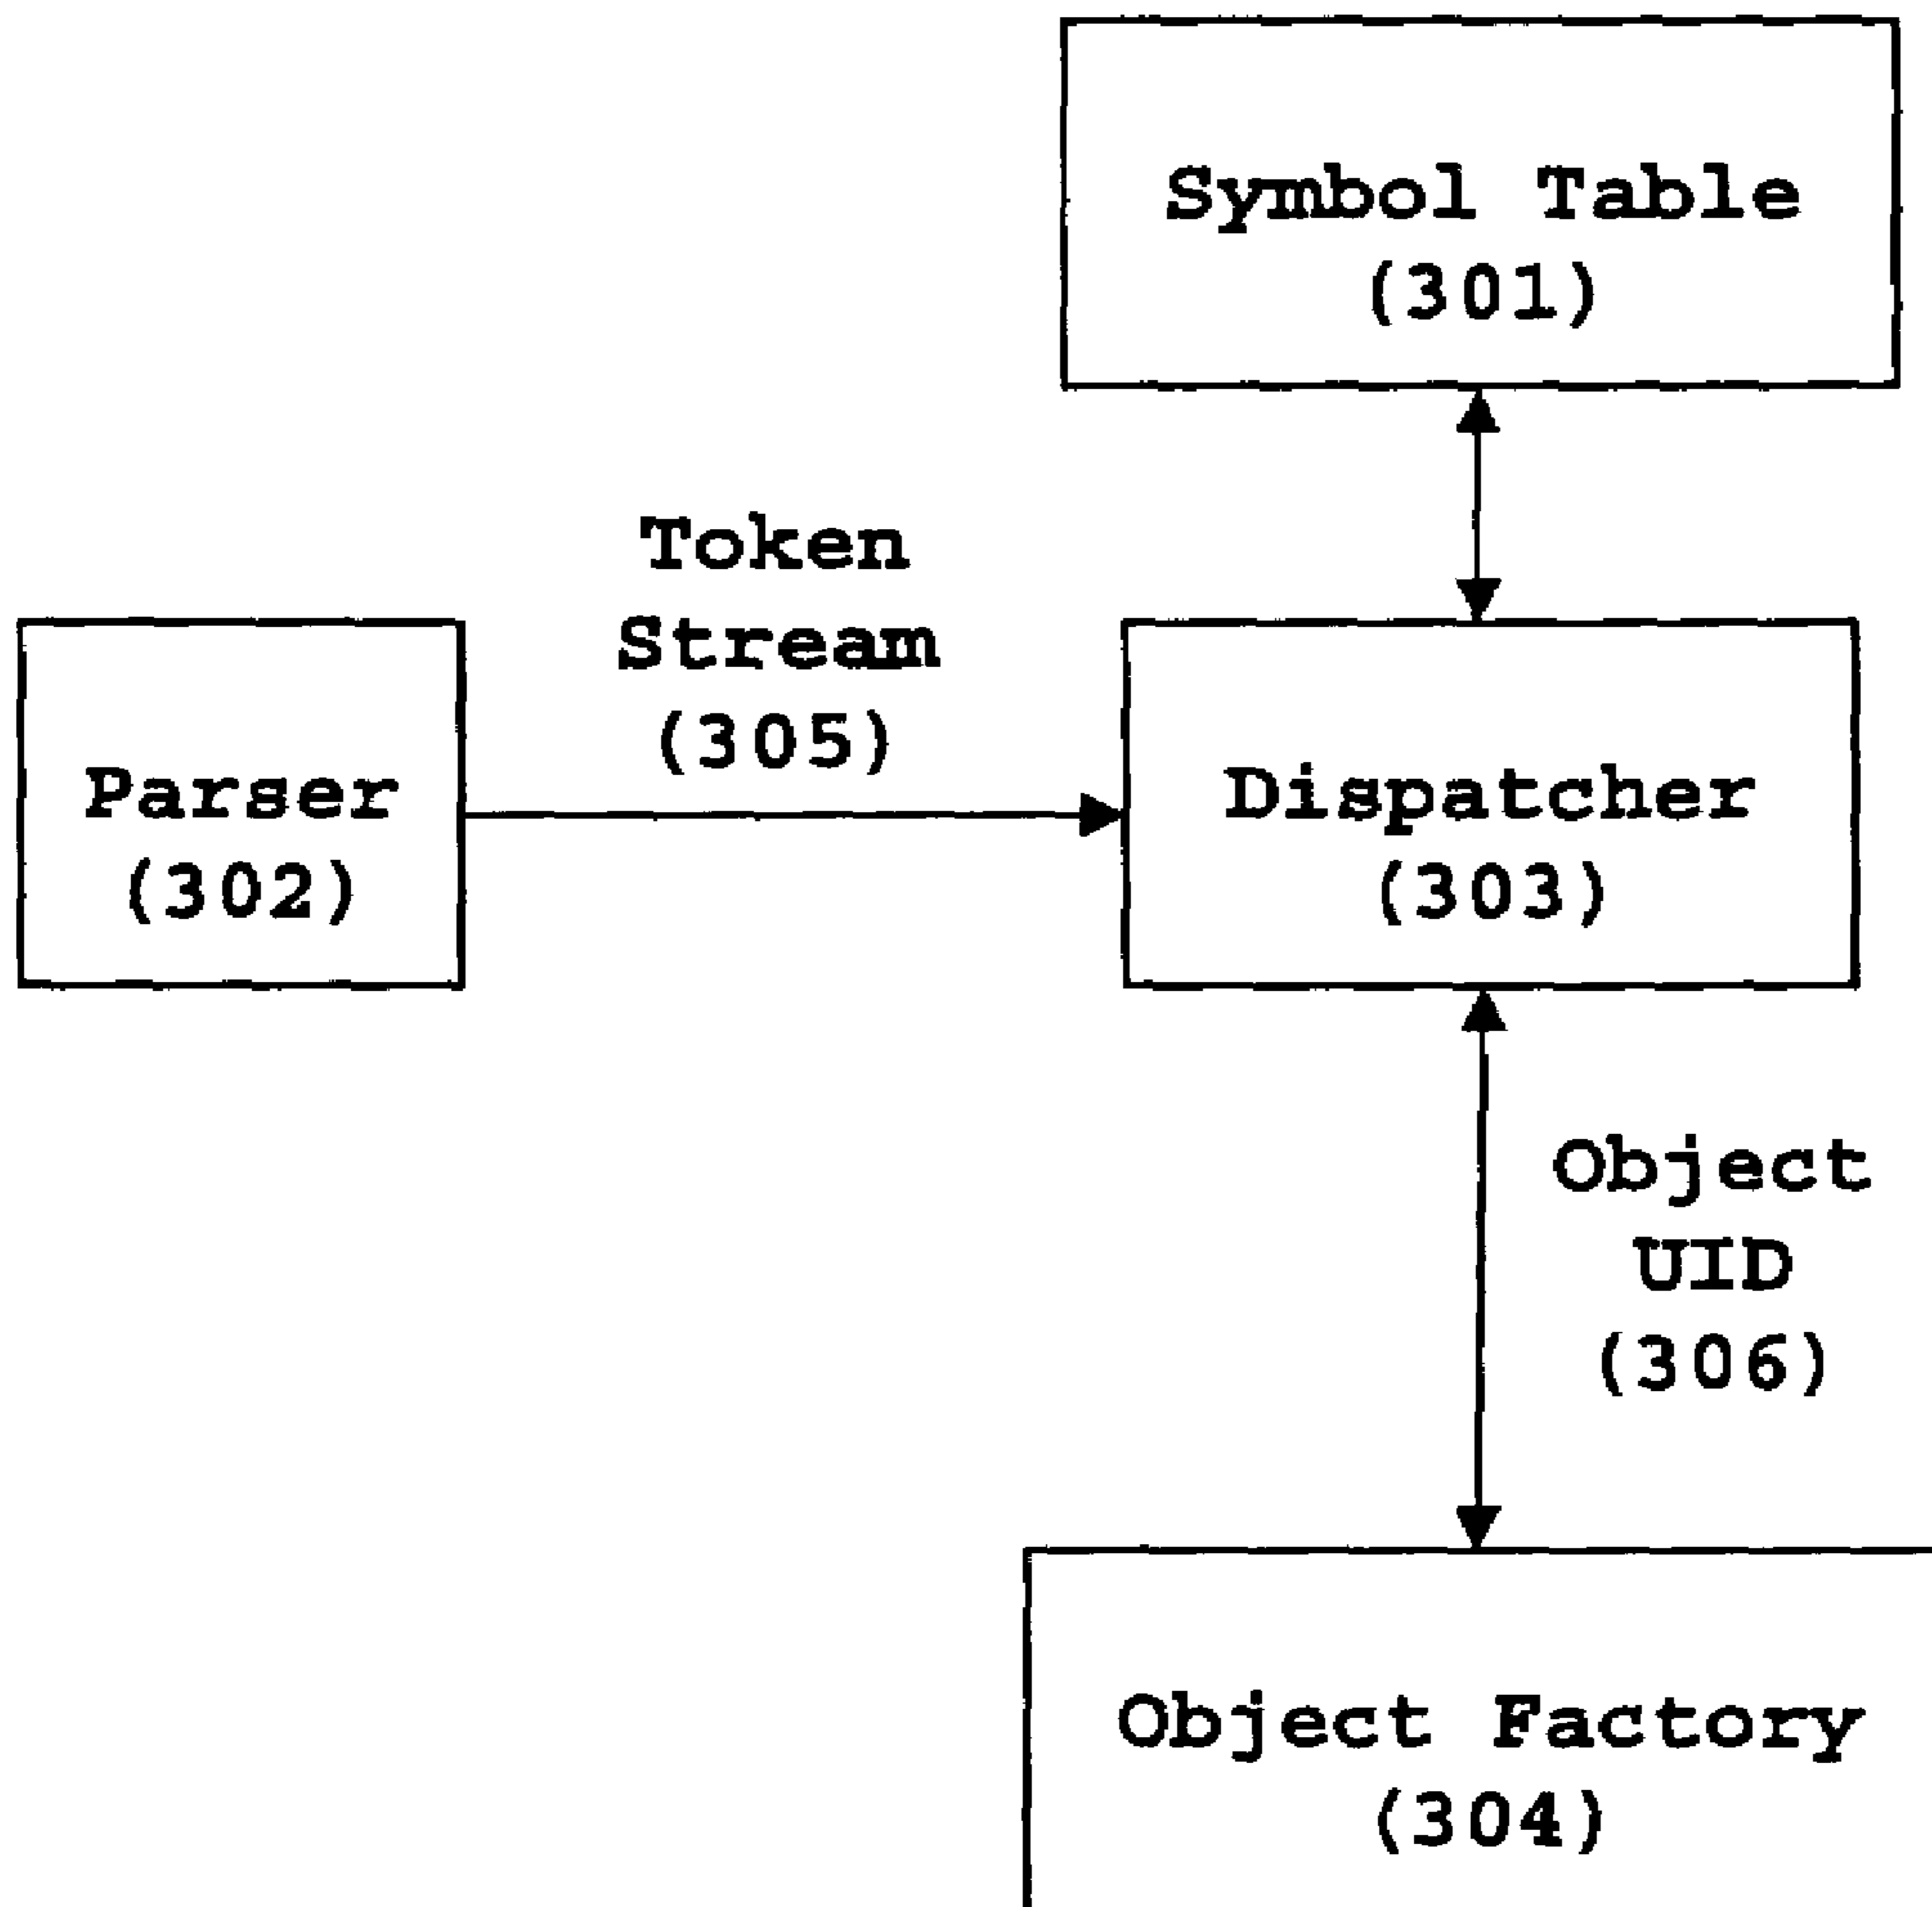 Symbol Table
(301)
Token
Stream
(305)
Parser
(302)
Dispatcher
(303)
Object
UID
(306)
Object Factory
(304)